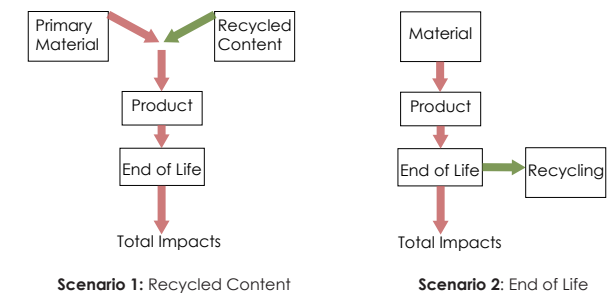 Primary
Material
Recycled
Content
Product
End of Life
Total Impacts
Scenario 1: Recycled Content
Material
Product
End of Life
Recycling
Total Impacts
Scenario 2: End of Life